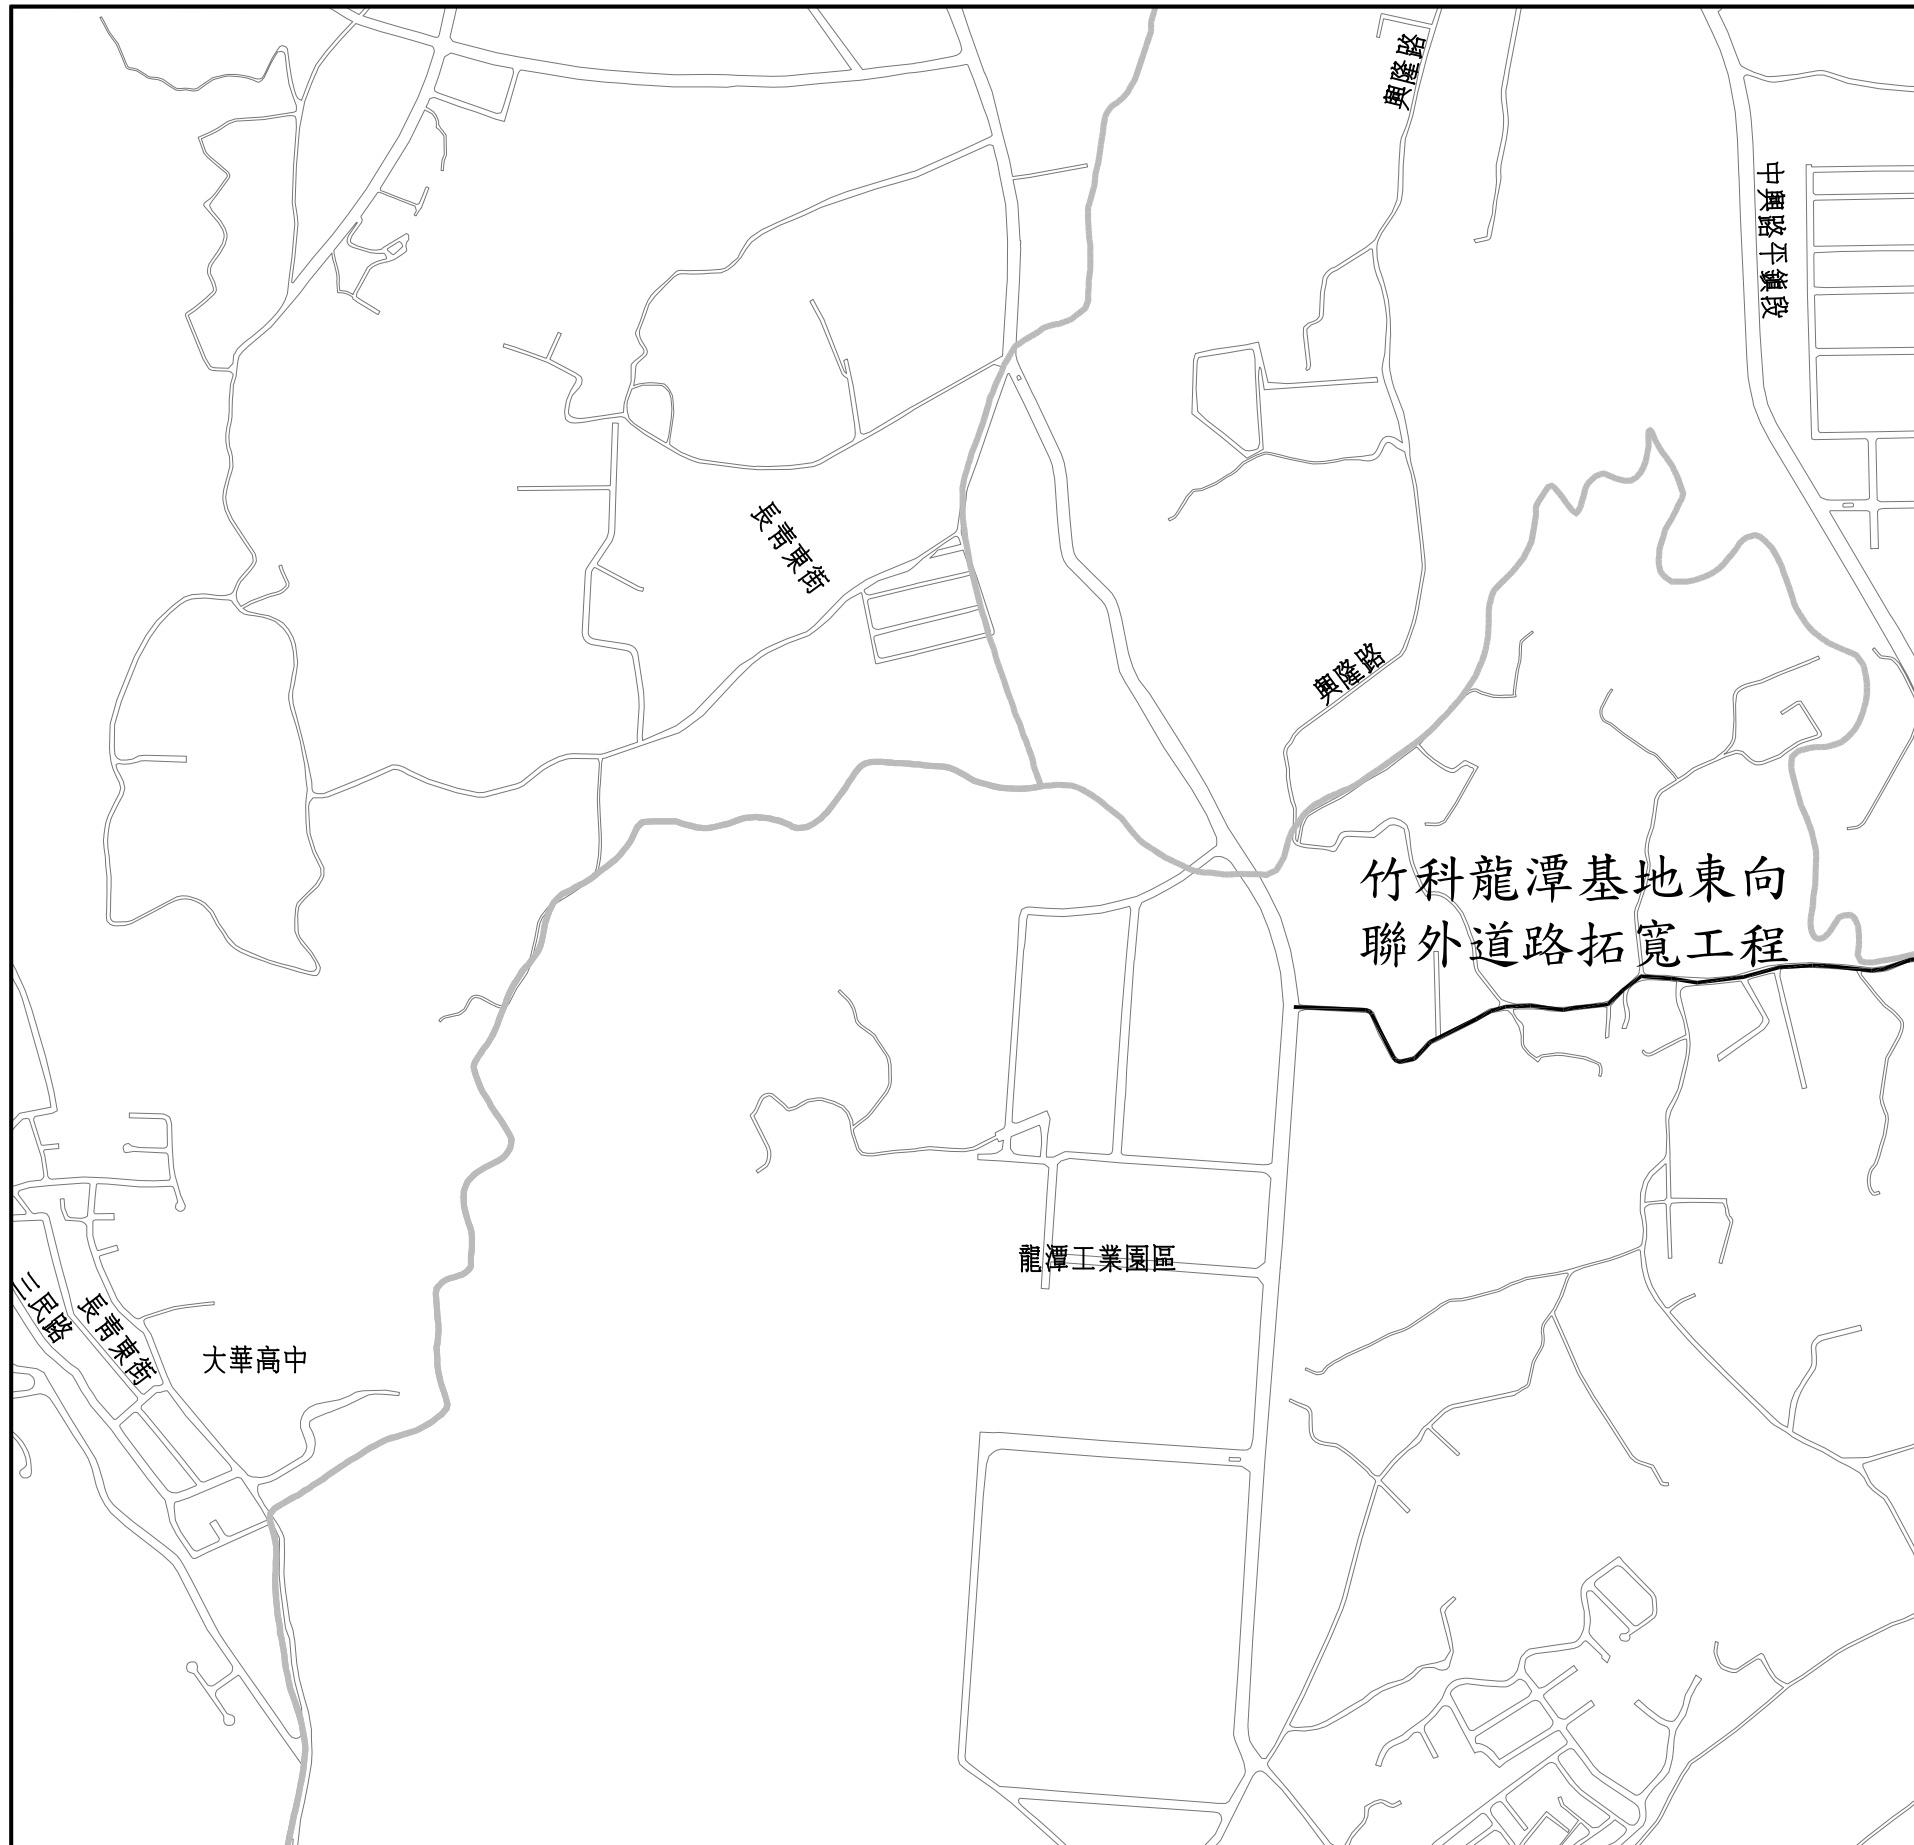 興隆路
中興路平鎮段
長青東街
興隆路
竹科龍潭基地東向
聯外道路拓寬工程
龍潭工業園區
三民路
長青東街
大華高中